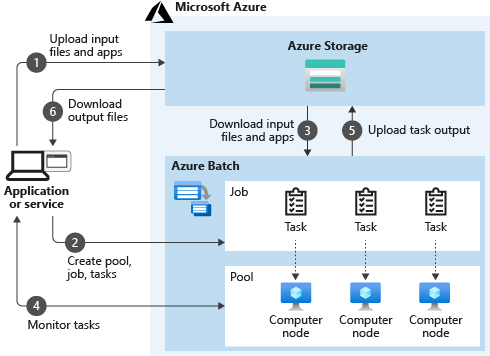 Microsoft Azure
Upload input
files and apps
1
Azure Storage
6
Download
output files
Download input
files and apps
3
5
Upload task output
Application
or service
Azure Batch
Job
Task
Task
Task
2
Create pool,
job, tasks
Pool
4
Monitor tasks
Computer
node
Computer
node
Computer
node